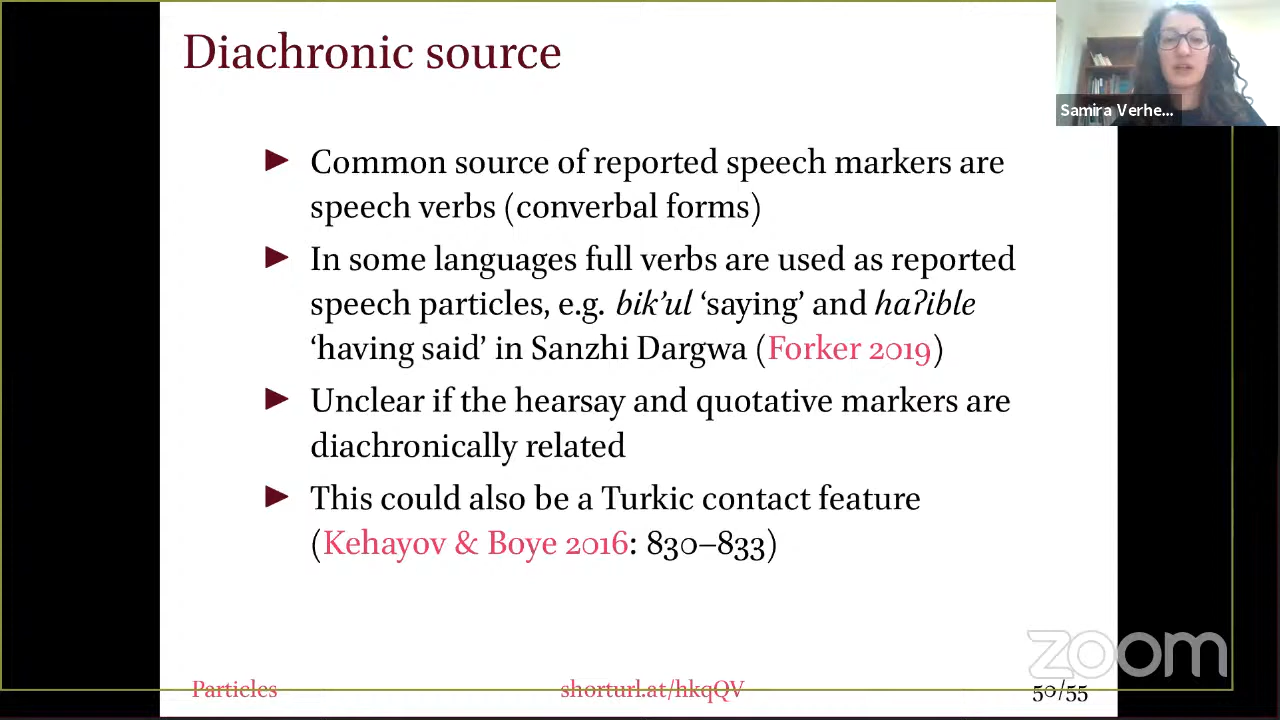 Diachronic source
Samira Verhe...
▶ Common source of reported speech markers are
speech verbs (converbal forms)
▶ In some languages full verbs are used as reported
speech particles, e.g. bik’ul ‘saying’ and haʔible
‘having said’ in Sanzhi Dargwa (Forker 2019)
▶ Unclear if the hearsay and quotative markers are
diachronically related
▶ This could also be a Turkic contact feature
(Kehayov & Boye 2016: 830–833)
zoom
Particles shorturl.at/hkqQV 50/55